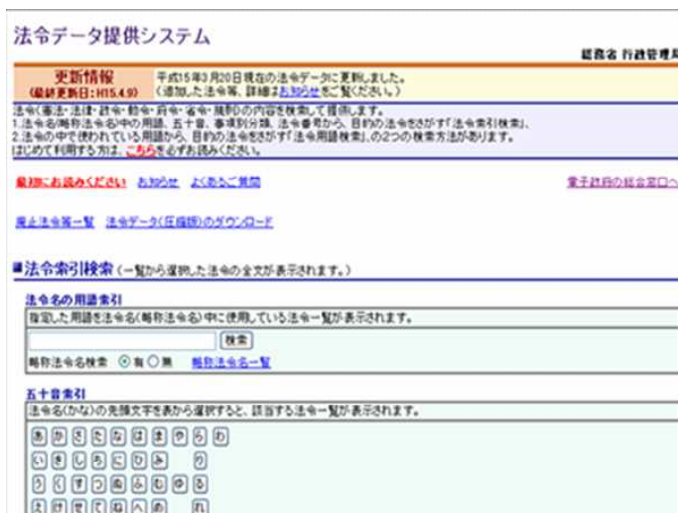 法令データ提供システム
総務省 行政管理局
更新情報
(最終更新日:H15.4.9)
平成15年3月20日現在の法令データに更新しました。
(追加した法令等、詳細はお知らせをご覧ください。)
法令(憲法・法律・政令・勅令・府令・省令・規則)の内容を検索して提供します。
1.法令名(略称法令名)中の用語、五十音、事項別分類、法令番号から、目的の法令をさがす「法令索引検索」、
2.法令の中で使われている用語から、目的の法令をさがす「法令用語検索」、の2つの検索方法があります。
はじめて利用する方は、こちらを必ずお読みください。
最初にお読みください お知らせ よくあるご質問 電子政府の総合窓口へ
廃止法令等一覧 法令データ(圧縮版)のダウンロード
■法令索引検索(一覧から選択した法令の全文が表示されます。)
法令名の用語索引
指定した用語を法令名(略称法令名)中に使用している法令一覧が表示されます。
検索
略称法令名検索 有 無 略称法令名一覧
五十音索引
法令名(かな)の先頭文字を表から選択すると、該当する法令一覧が表示されます。
あ か さ た な は ま や ら わ
い き し ち に ひ み り
う く す つ ぬ ふ む ゆ る
え け せ て ね へ め れ